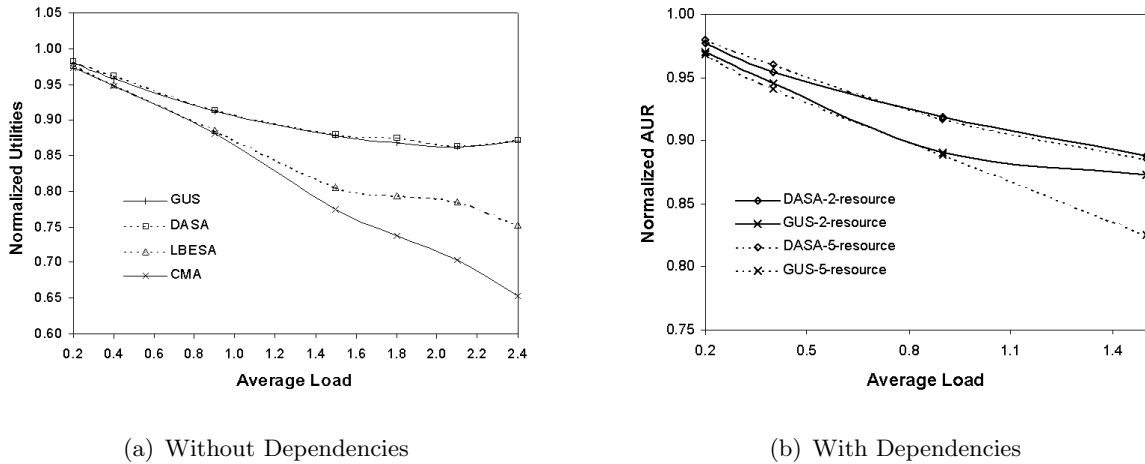 1.05
1.00
0.95
0.90
0.85
0.80
0.75
0.70
0.65
0.60
Normalized Utilities
GUS
DASA
LBESA
CMA
0.2 0.4 0.6 0.8 1.0 1.2 1.4 1.6 1.8 2.0 2.2 2.4
Average Load
(a) Without Dependencies
1.00
0.95
0.90
0.85
0.80
0.75
Normalized AUR
DASA-2-resource
GUS-2-resource
DASA-5-resource
GUS-5-resource
0.2 0.5 0.8 1.1 1.4
Average Load
(b) With Dependencies